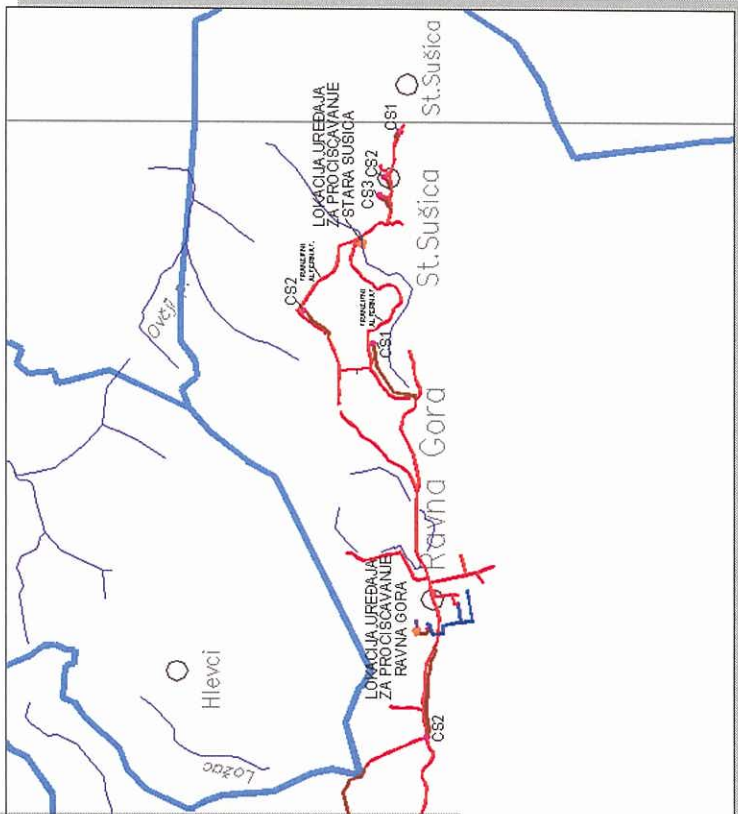 LOKACIJA UREĐAJA
ZA PROČIŠĆAVANJE
STARA SUŠICA
CS3
CS2
CS1
St.Sušica
St.Sušica
CS2
CS1
Ravna Gora
LOKACIJA UREĐAJA
ZA PROČIŠĆAVANJE
RAVNA GORA
CS2
Hlevci
Ložac